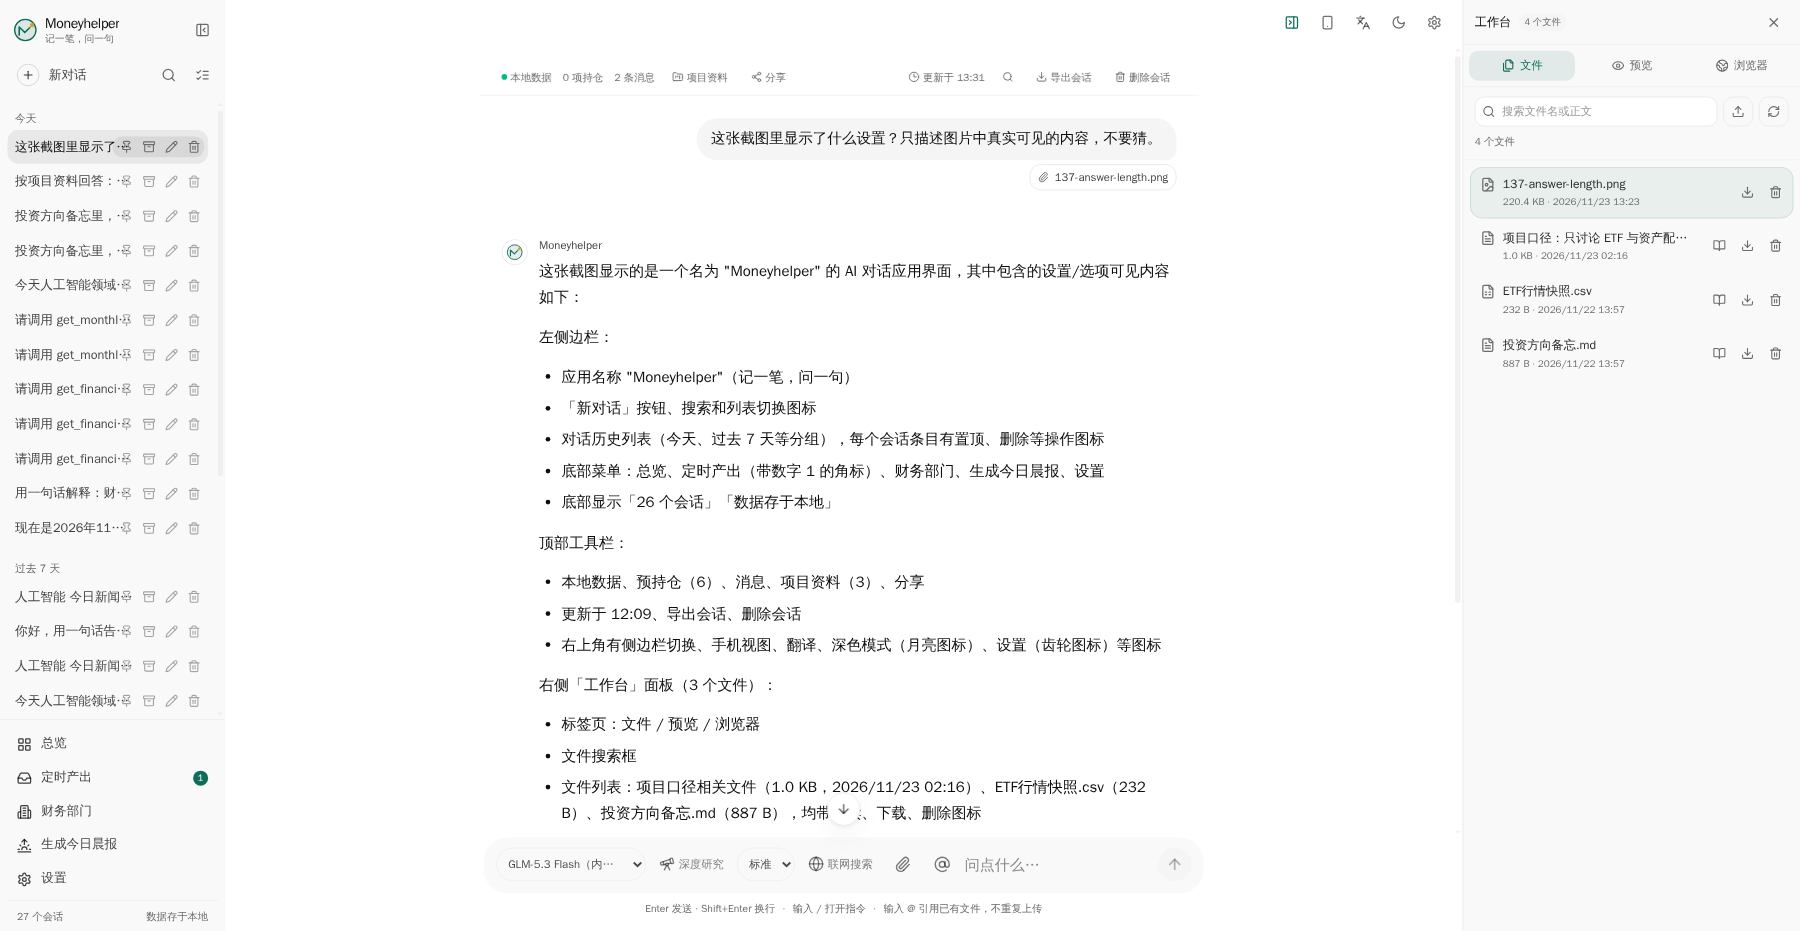 Moneyhelper
记一笔，问一句
新对话
今天
这张截图里显示了…
按项目资料回答：…
投资方向备忘里，…
投资方向备忘里，…
今天人工智能领域…
请调用 get_monthl…
请调用 get_monthl…
请调用 get_financi…
请调用 get_financi…
请调用 get_financi…
用一句话解释：财…
现在是2026年11…
过去 7 天
人工智能 今日新闻
你好，用一句话告…
人工智能 今日新闻
今天人工智能领域…
总览
定时产出 1
财务部门
生成今日晨报
设置
27 个会话 数据存于本地
本地数据 0 项持仓 2 条消息 项目资料 分享 更新于 13:31 导出会话 删除会话
这张截图里显示了什么设置？只描述图片中真实可见的内容，不要猜。
137-answer-length.png
Moneyhelper
这张截图显示的是一个名为 "Moneyhelper" 的 AI 对话应用界面，其中包含的设置/选项可见内容
如下：
左侧边栏：
• 应用名称 "Moneyhelper"（记一笔，问一句）
• 「新对话」按钮、搜索和列表切换图标
• 对话历史列表（今天、过去 7 天等分组），每个会话条目有置顶、删除等操作图标
• 底部菜单：总览、定时产出（带数字 1 的角标）、财务部门、生成今日晨报、设置
• 底部显示「26 个会话」「数据存于本地」
顶部工具栏：
• 本地数据、预持仓（6）、消息、项目资料（3）、分享
• 更新于 12:09、导出会话、删除会话
• 右上角有侧边栏切换、手机视图、翻译、深色模式（月亮图标）、设置（齿轮图标）等图标
右侧「工作台」面板（3 个文件）：
• 标签页：文件 / 预览 / 浏览器
• 文件搜索框
• 文件列表：项目口径相关文件（1.0 KB，2026/11/23 02:16）、ETF行情快照.csv（232
B）、投资方向备忘.md（887 B），均带、下载、删除图标
GLM-5.3 Flash（内… 深度研究 标准 联网搜索 问点什么…
Enter 发送 · Shift+Enter 换行 · 输入 / 打开指令 · 输入 @ 引用已有文件，不重复上传
工作台 4 个文件
文件 预览 浏览器
搜索文件名或正文
4 个文件
137-answer-length.png
220.4 KB · 2026/11/23 13:23
项目口径：只讨论 ETF 与资产配…
1.0 KB · 2026/11/23 02:16
ETF行情快照.csv
232 B · 2026/11/22 13:57
投资方向备忘.md
887 B · 2026/11/22 13:57